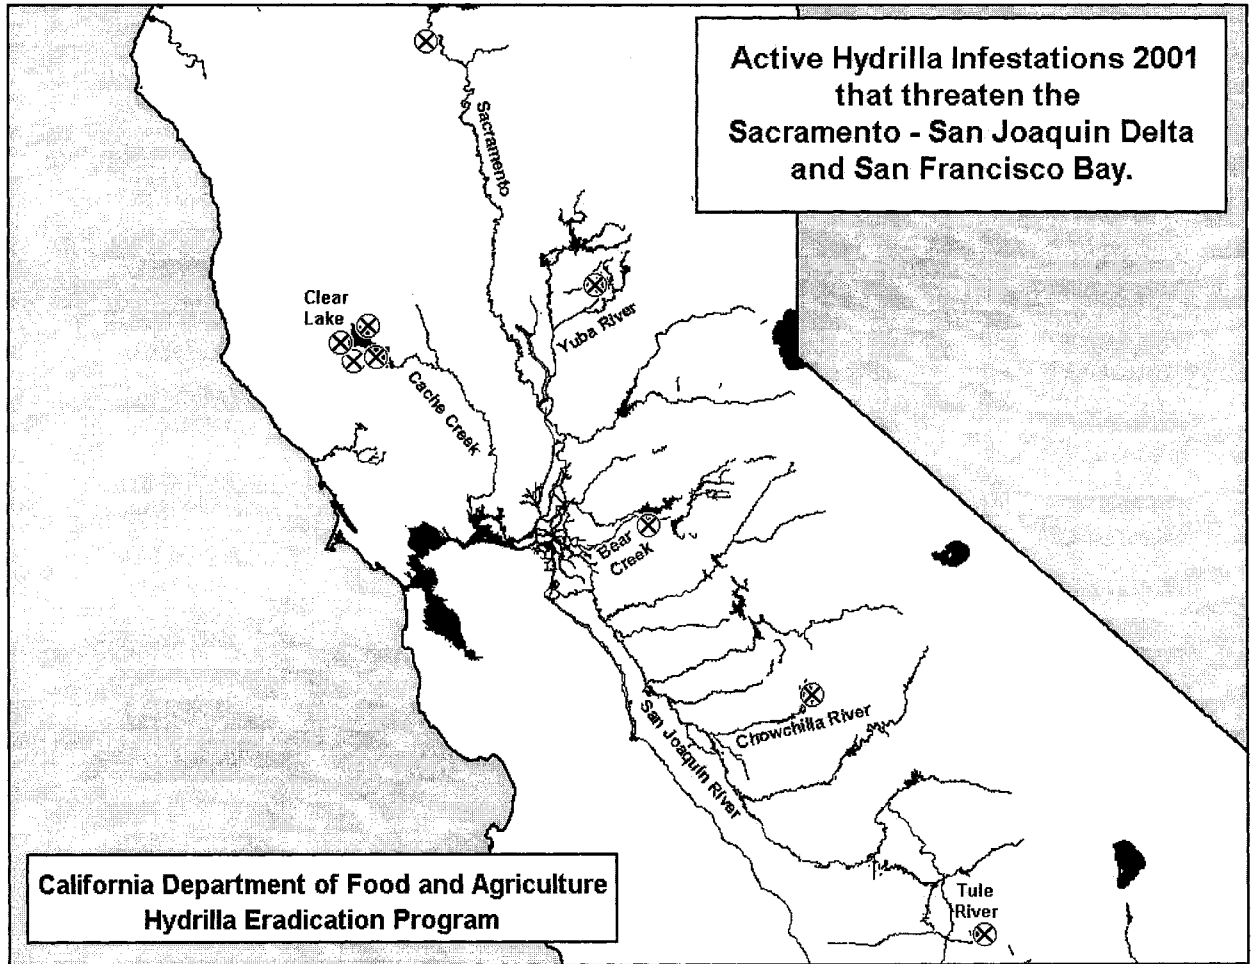 Active Hydrilla Infestations 2001
that threaten the
Sacramento - San Joaquin Delta
and San Francisco Bay.
Sacramento
Clear
Lake
Yuba River
Cache Creek
Bear
Creek
San Joaquin River
Chowchilla River
Tule
River
California Department of Food and Agriculture
Hydrilla Eradication Program